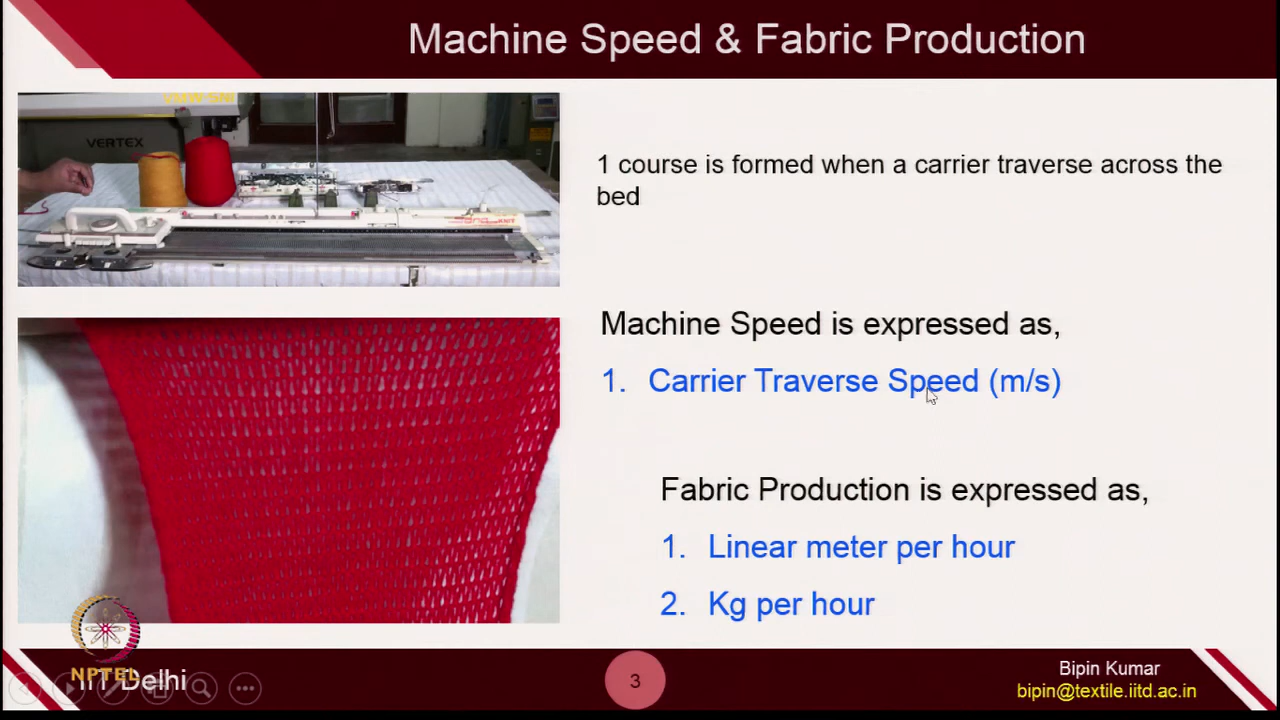 Machine Speed & Fabric Production
VERTEX
1 course is formed when a carrier traverse across the
bed
Machine Speed is expressed as,
1. Carrier Traverse Speed (m/s)
Fabric Production is expressed as,
1. Linear meter per hour
2. Kg per hour
NPTEL
IIT Delhi
3
Bipin Kumar
bipin@textile.iitd.ac.in